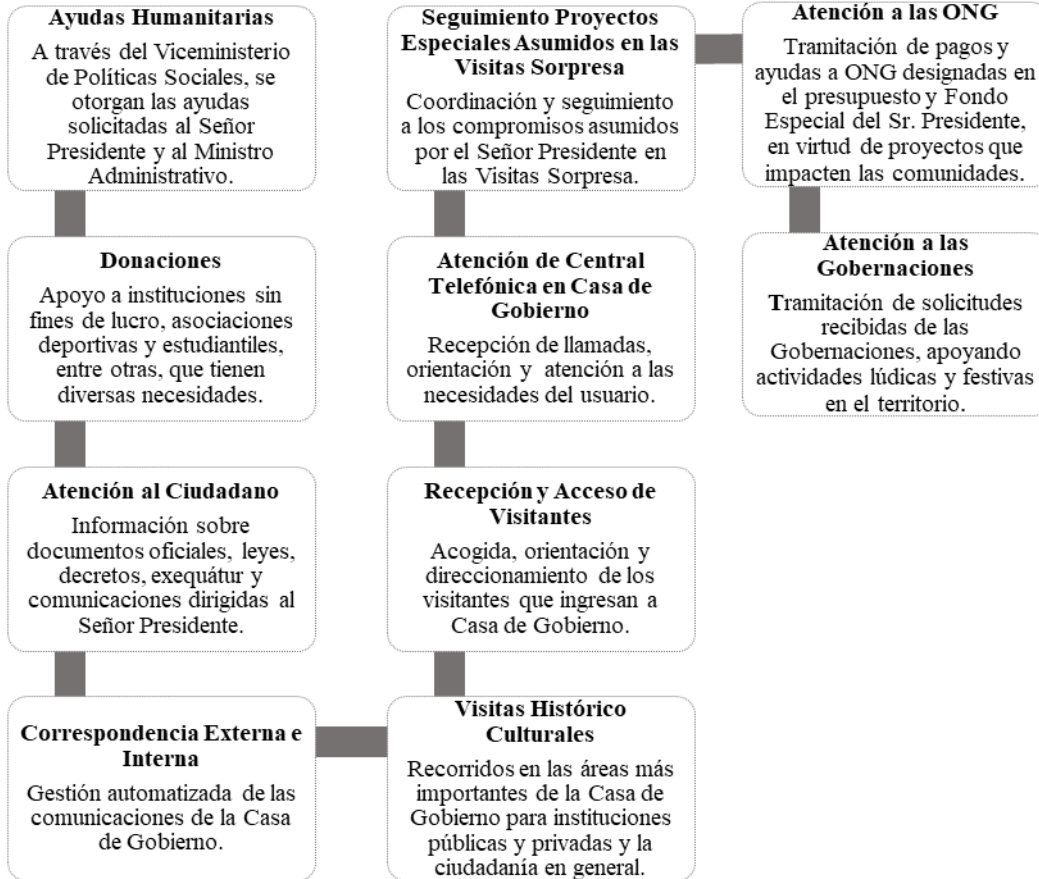 Ayudas Humanitarias
A través del Viceministerio
de Políticas Sociales, se
otorgan las ayudas
solicitadas al Señor
Presidente y al Ministro
Administrativo.
Donaciones
Apoyo a instituciones sin
fines de lucro, asociaciones
deportivas y estudiantiles,
entre otras, que tienen
diversas necesidades.
Atención al Ciudadano
Información sobre
documentos oficiales, leyes,
decretos, exequátur y
comunicaciones dirigidas al
Señor Presidente.
Correspondencia Externa e
Interna
Gestión automatizada de las
comunicaciones de la Casa
de Gobierno.
Visitas Histórico
Culturales
Recorridos en las áreas más
importantes de la Casa de
Gobierno para instituciones
públicas y privadas y la
ciudadanía en general.
Recepción y Acceso de
Visitantes
Acogida, orientación y
direccionamiento de los
visitantes que ingresan a
Casa de Gobierno.
Atención de Central
Telefónica en Casa de
Gobierno
Recepción de llamadas,
orientación y atención a las
necesidades del usuario.
Seguimiento Proyectos
Especiales Asumidos en las
Visitas Sorpresa
Coordinación y seguimiento
a los compromisos asumidos
por el Señor Presidente en
las Visitas Sorpresa.
Atención a las ONG
Tramitación de pagos y
ayudas a ONG designadas en
el presupuesto y Fondo
Especial del Sr. Presidente,
en virtud de proyectos que
impacten las comunidades.
Atención a las
Gobernaciones
Tramitación de solicitudes
recibidas de las
Gobernaciones, apoyando
actividades lúdicas y festivas
en el territorio.